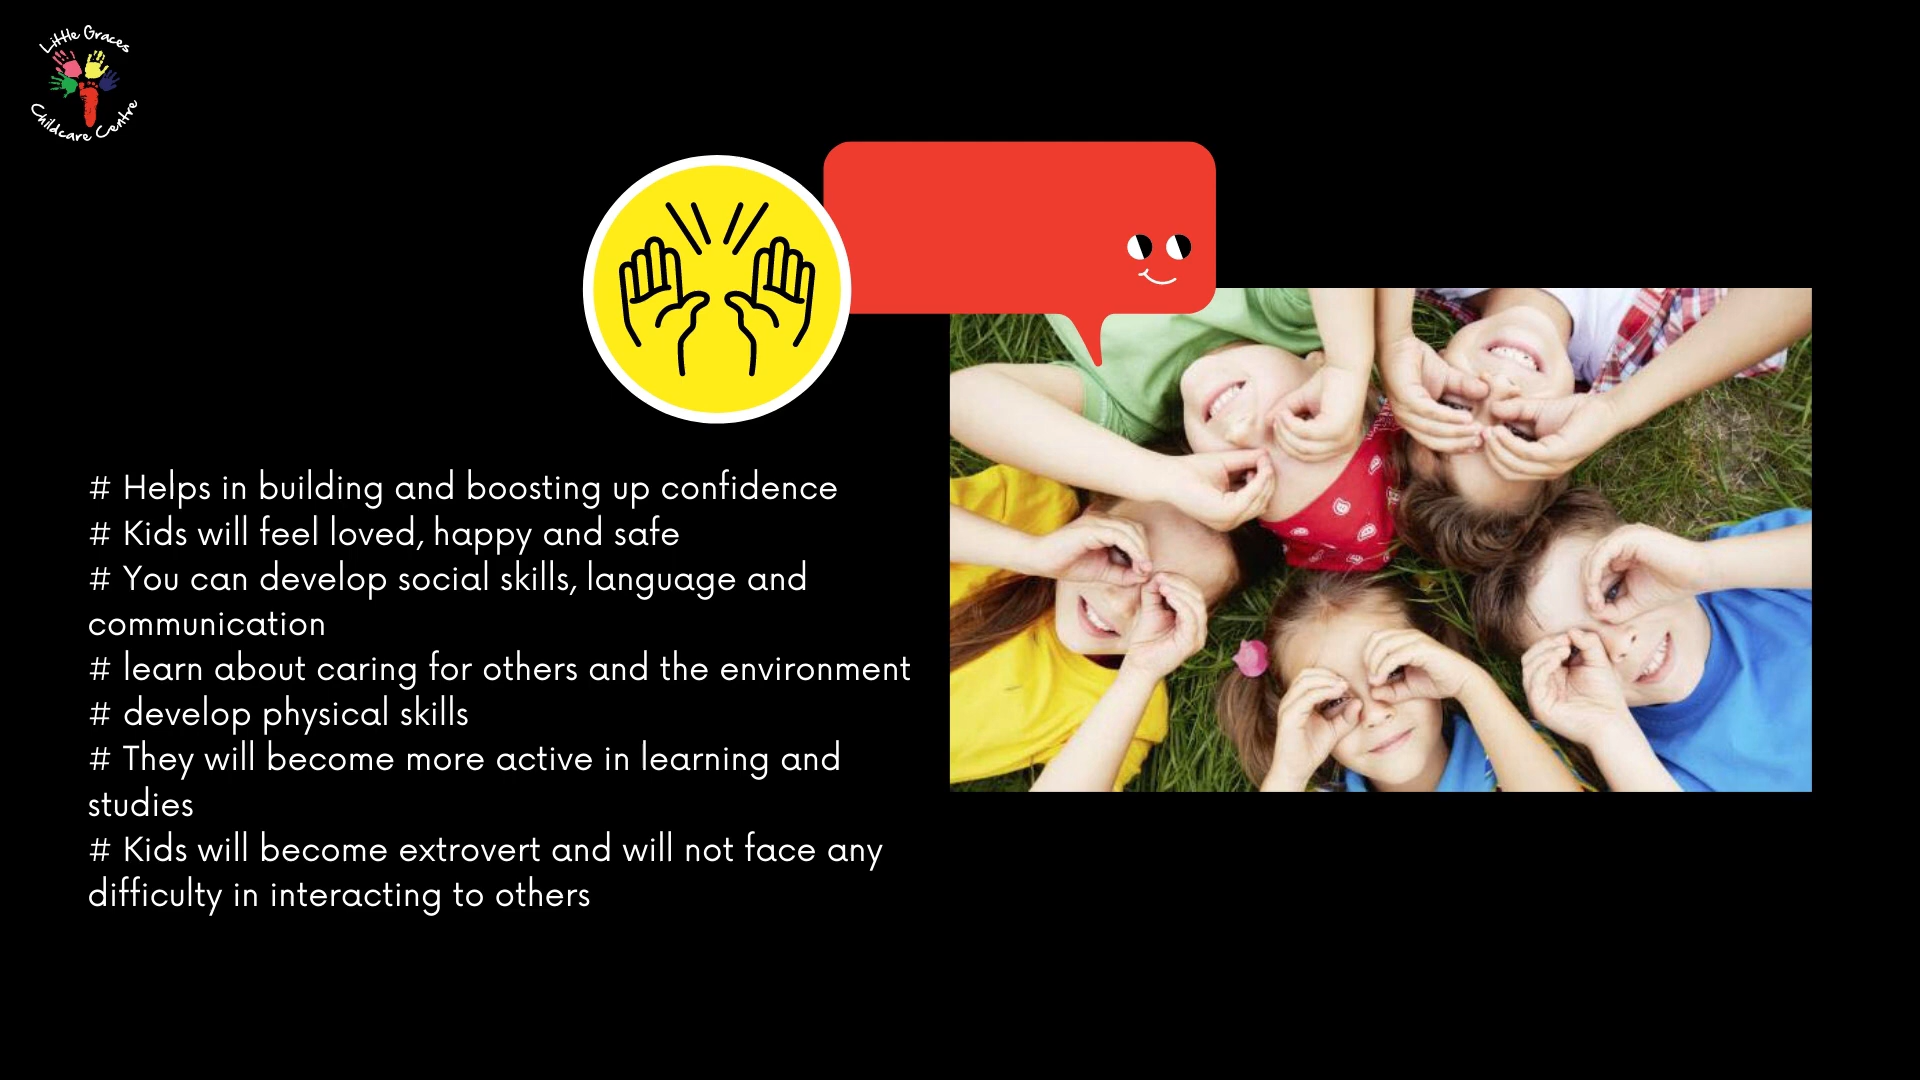 Little Graces
Childcare Centre
# Helps in building and boosting up confidence
# Kids will feel loved, happy and safe
# You can develop social skills, language and
communication
# learn about caring for others and the environment
# develop physical skills
# They will become more active in learning and
studies
# Kids will become extrovert and will not face any
difficulty in interacting to others